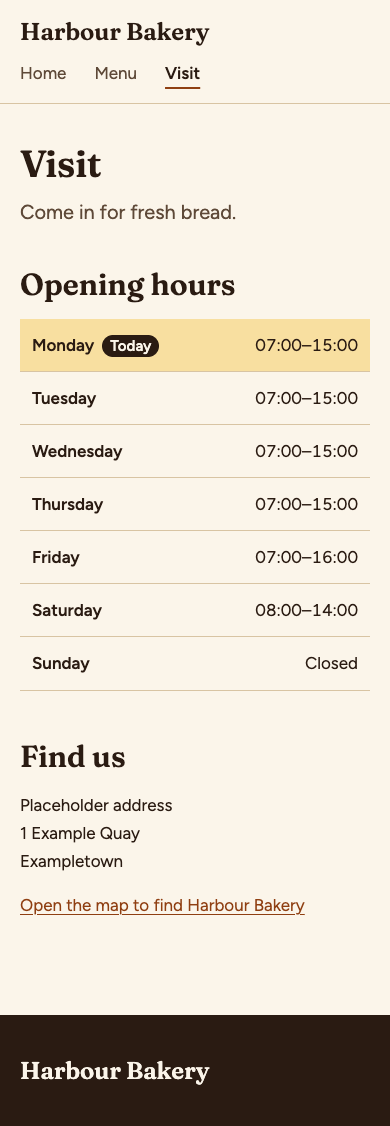 Harbour Bakery
Home Menu Visit
Visit
Come in for fresh bread.
Opening hours
Monday Today 07:00–15:00
Tuesday 07:00–15:00
Wednesday 07:00–15:00
Thursday 07:00–15:00
Friday 07:00–16:00
Saturday 08:00–14:00
Sunday Closed
Find us
Placeholder address
1 Example Quay
Exampletown
Open the map to find Harbour Bakery
Harbour Bakery